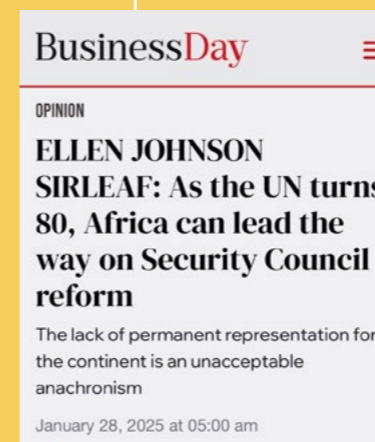 BusinessDay
OPINION
ELLEN JOHNSON
SIRLEAF: As the UN turns
80, Africa can lead the
way on Security Council
reform
The lack of permanent representation for
the continent is an unacceptable
anachronism
January 28, 2025 at 05:00 am